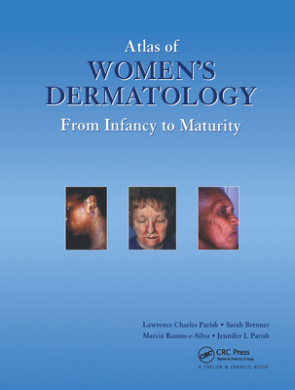 Atlas of
WOMEN'S
DERMATOLOGY
From Infancy to Maturity
Lawrence Charles Parish • Sarah Brenner
Marcia Ramos-e-Silva • Jennifer L Parish
CRC Press
Taylor & Francis Group
A TAYLOR & FRANCIS BOOK